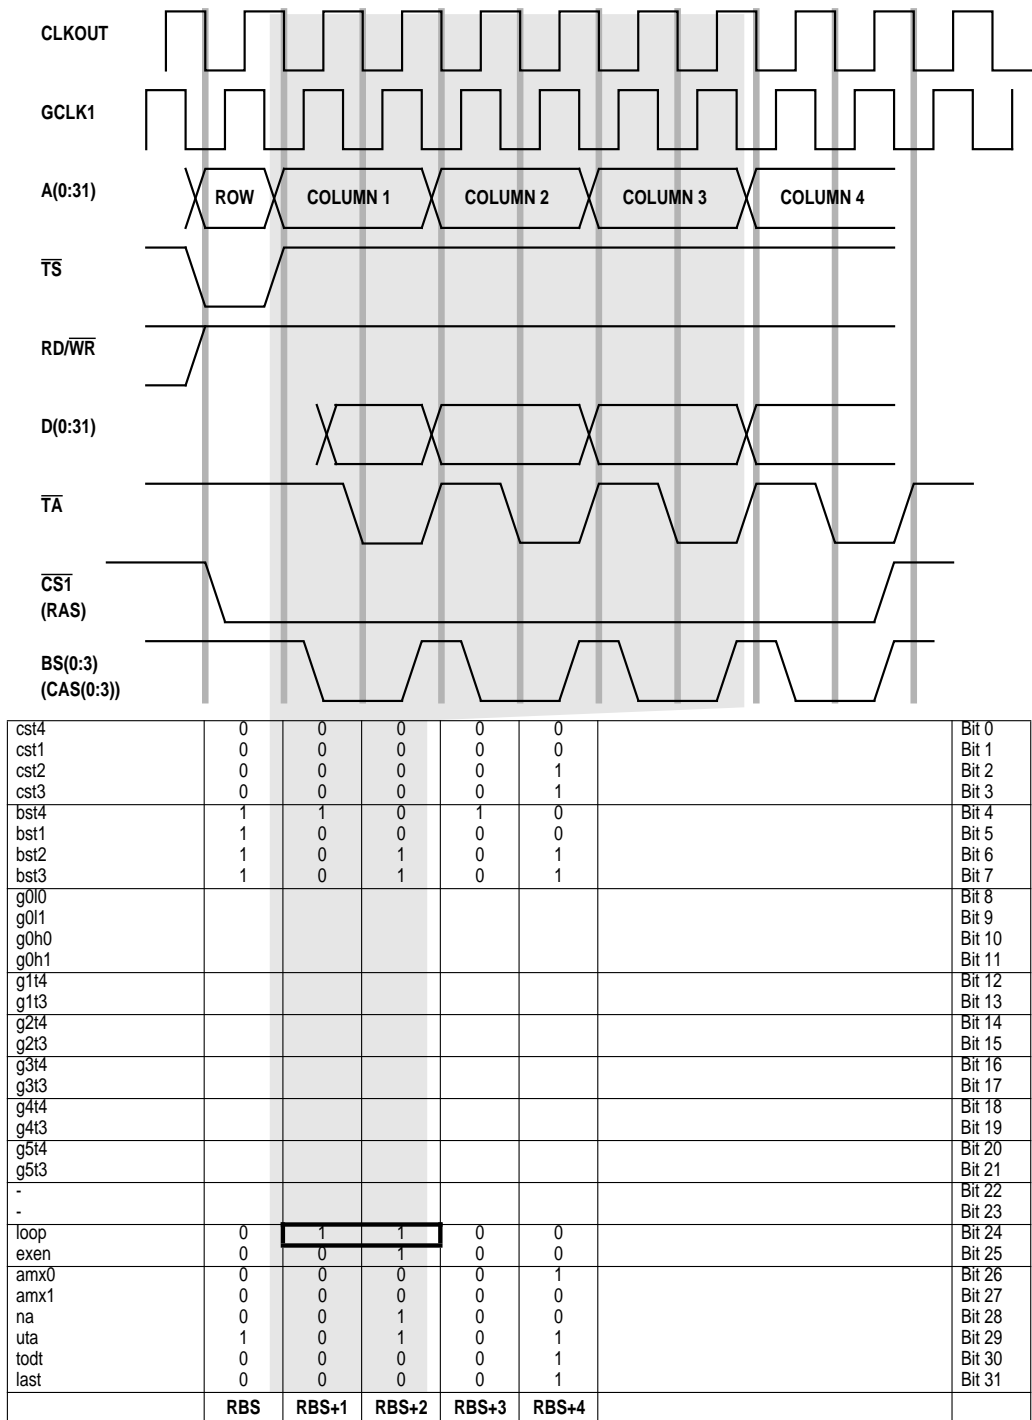 CLKOUT
GCLK1
A(0:31) ROW COLUMN 1 COLUMN 2 COLUMN 3 COLUMN 4
TS
RD/WR
D(0:31)
TA
CS1
(RAS)
BS(0:3)
(CAS(0:3))
cst4 0 0 0 0 0 Bit 0
cst1 0 0 0 0 0 Bit 1
cst2 0 0 0 0 1 Bit 2
cst3 0 0 0 0 1 Bit 3
bst4 1 1 0 1 0 Bit 4
bst1 1 0 0 0 0 Bit 5
bst2 1 0 1 0 1 Bit 6
bst3 1 0 1 0 1 Bit 7
g0l0 Bit 8
g0l1 Bit 9
g0h0 Bit 10
g0h1 Bit 11
g1t4 Bit 12
g1t3 Bit 13
g2t4 Bit 14
g2t3 Bit 15
g3t4 Bit 16
g3t3 Bit 17
g4t4 Bit 18
g4t3 Bit 19
g5t4 Bit 20
g5t3 Bit 21
- Bit 22
- Bit 23
loop 0 1 1 0 0 Bit 24
exen 0 0 1 0 0 Bit 25
amx0 0 0 0 0 1 Bit 26
amx1 0 0 0 0 0 Bit 27
na 0 0 1 0 0 Bit 28
uta 1 0 1 0 1 Bit 29
todt 0 0 0 0 1 Bit 30
last 0 0 0 0 1 Bit 31
RBS RBS+1 RBS+2 RBS+3 RBS+4